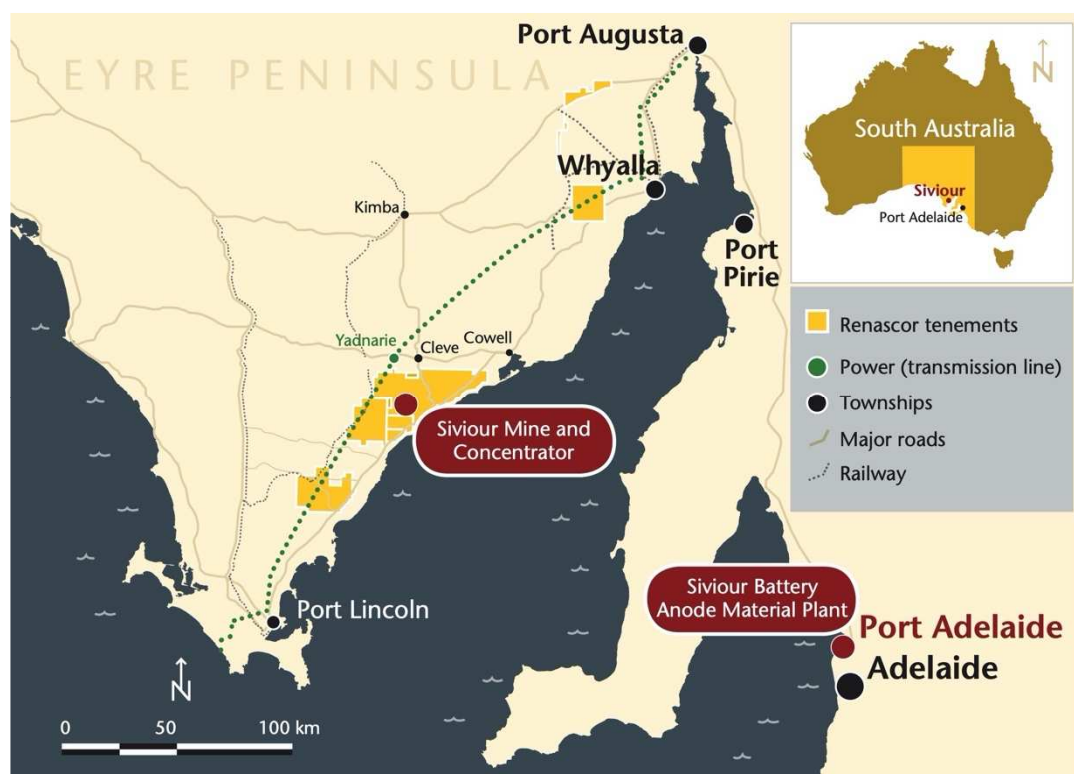 EYRE PENINSULA
Port Augusta
Whyalla
Kimba
Port
Pirie
Yadnarie
Cleve
Cowell
Siviour Mine and
Concentrator
Siviour Battery
Anode Material Plant
Port Adelaide
Adelaide
Port Lincoln
N
0 50 100 km
N
South Australia
Siviour
Port Adelaide
Renascor tenements
Power (transmission line)
Townships
Major roads
Railway